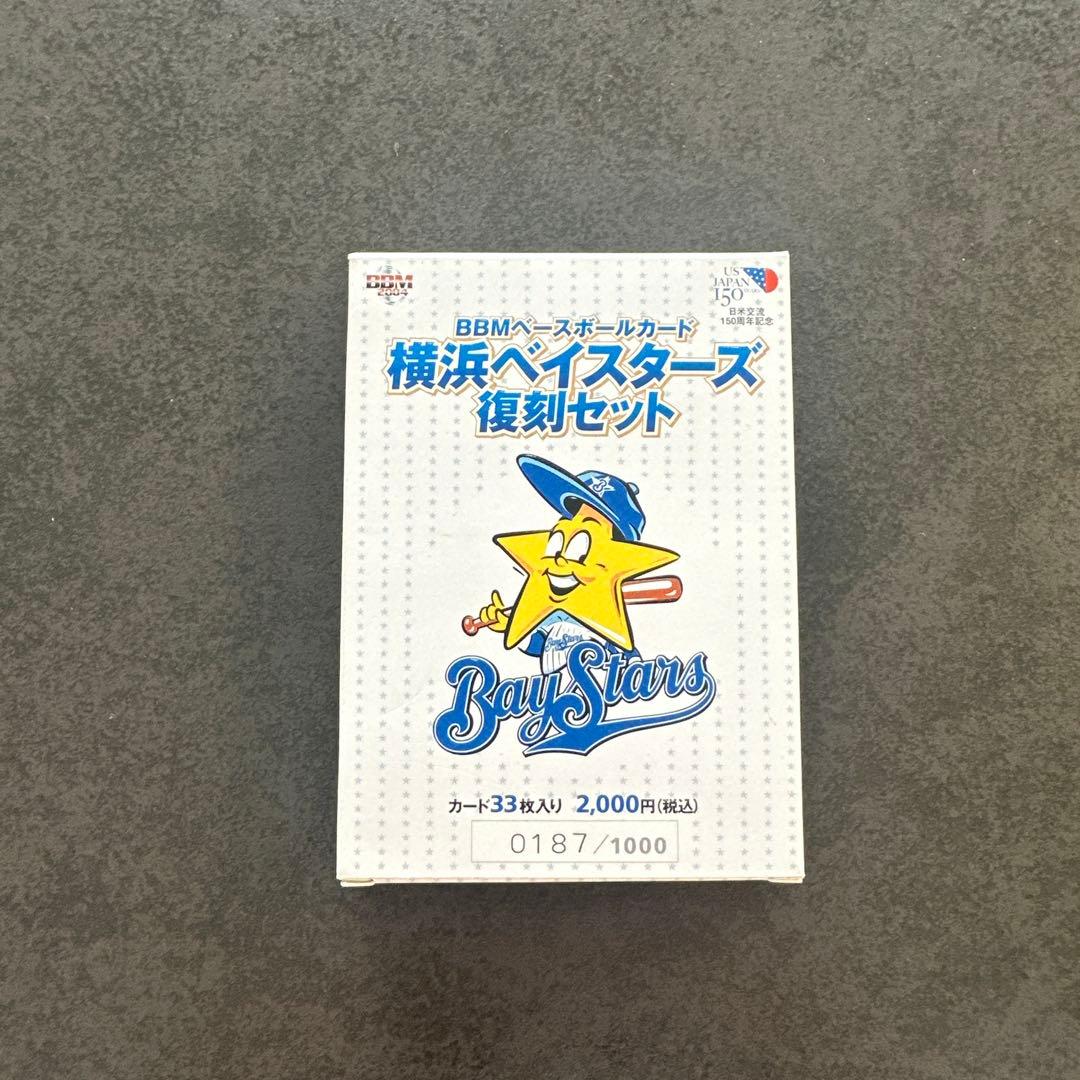 BBM
2004
US
JAPAN
150 YEARS
日米交流
150周年記念
BBMベースボールカード
横浜ベイスターズ
復刻セット
B
BayStars
BayStars
カード33枚入り 2,000円(税込)
0187/1000